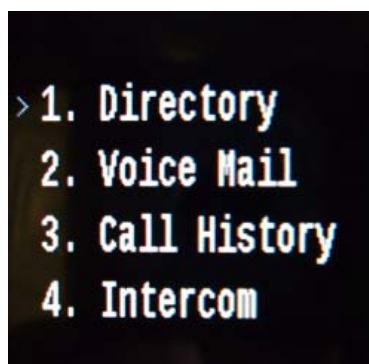 > 1. Directory
2. Voice Mail
3. Call History
4. Intercom